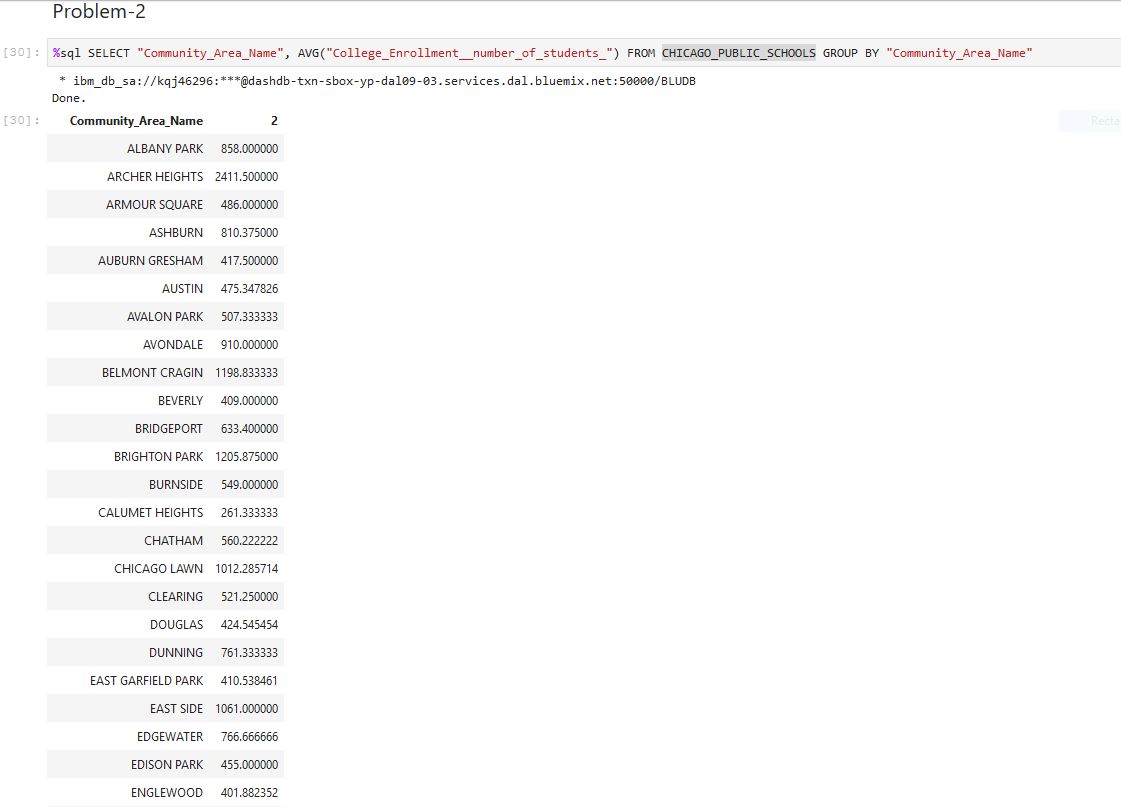 Problem-2
[30]: %sql SELECT "Community_Area_Name", AVG("College_Enrollment__number_of_students_") FROM CHICAGO_PUBLIC_SCHOOLS GROUP BY "Community_Area_Name"
* ibm_db_sa://kqj46296:***@dashdb-txn-sbox-yp-dal09-03.services.dal.bluemix.net:50000/BLUDB
Done.
[30]: Community_Area_Name 2
Recta
ALBANY PARK 858.000000
ARCHER HEIGHTS 2411.500000
ARMOUR SQUARE 486.000000
ASHBURN 810.375000
AUBURN GRESHAM 417.500000
AUSTIN 475.347826
AVALON PARK 507.333333
AVONDALE 910.000000
BELMONT CRAGIN 1198.833333
BEVERLY 409.000000
BRIDGEPORT 633.400000
BRIGHTON PARK 1205.875000
BURNSIDE 549.000000
CALUMET HEIGHTS 261.333333
CHATHAM 560.222222
CHICAGO LAWN 1012.285714
CLEARING 521.250000
DOUGLAS 424.545454
DUNNING 761.333333
EAST GARFIELD PARK 410.538461
EAST SIDE 1061.000000
EDGEWATER 766.666666
EDISON PARK 455.000000
ENGLEWOOD 401.882352